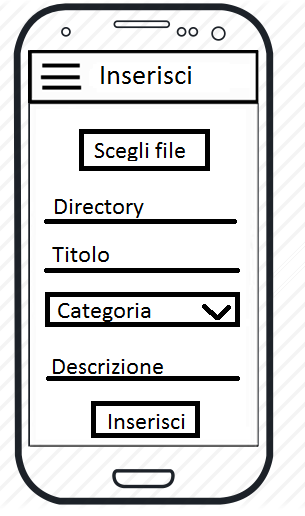 Inserisci
Scegli file
Directory
Titolo
Categoria
Descrizione
Inserisci